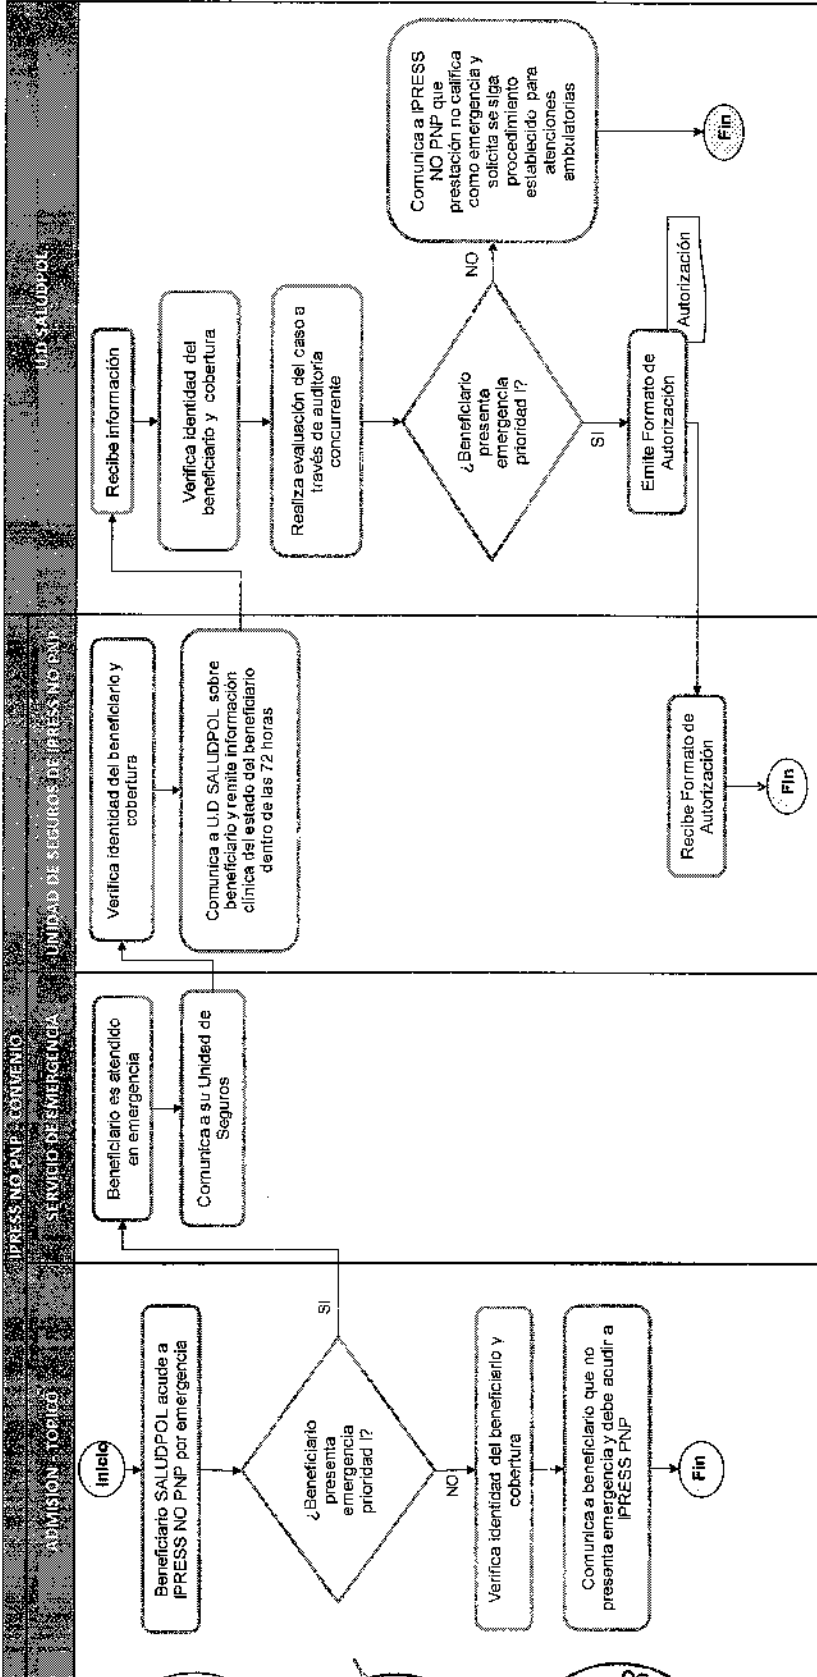 IPRESS NO PNP - CONVENIO
ADMISION - TOPICO
SERVICIO DE EMERGENCIA
UNIDAD DE SEGUROS DE IPRESS NO PNP
U.D SALUDPOL
Inicio
Beneficiario SALUDPOL acude a
IPRESS NO PNP por emergencia
¿Beneficiario
presenta
emergencia
prioridad I?
SI
NO
Verifica identidad del beneficiario y
cobertura
Comunica a beneficiario que no
presenta emergencia y debe acudir a
IPRESS PNP
Fin
Beneficiario es atendido
en emergencia
Comunica a su Unidad de
Seguros
Verifica identidad del beneficiario y
cobertura
Comunica a U.D SALUDPOL sobre
beneficiario y remite información
clínica del estado del beneficiario
dentro de las 72 horas
Recibe Formato de
Autorización
Fin
Recibe información
Verifica identidad del
beneficiario y cobertura
Realiza evaluación del caso a
través de auditoría
concurrente
¿Beneficiario
presenta
emergencia
prioridad I?
NO
SI
Emite Formato de
Autorización
Autorización
Comunica a IPRESS
NO PNP que
prestación no califica
como emergencia y
solicita se siga
procedimiento
establecido para
atenciones
ambulatorias
Fin